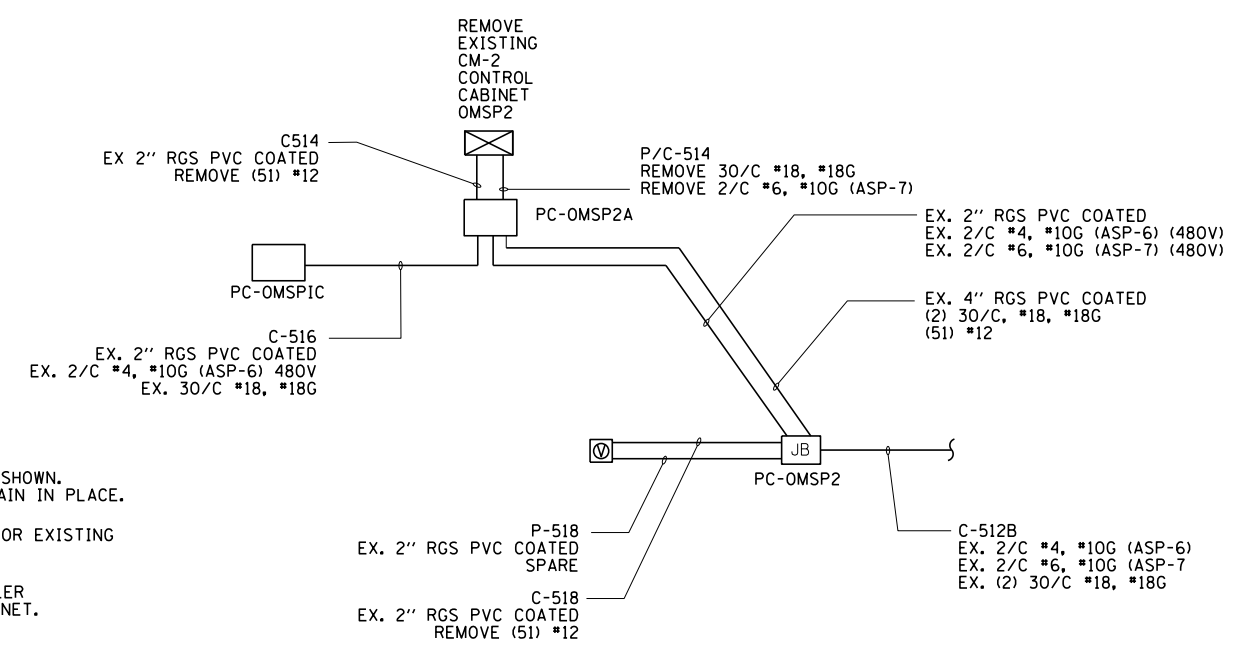 REMOVE
EXISTING
CM-2
CONTROL
CABINET
OMSP2
C514
EX 2'' RGS PVC COATED
REMOVE (51) #12
P/C-514
REMOVE 30/C #18, #18G
REMOVE 2/C #6, #10G (ASP-7)
PC-OMSP2A
EX. 2'' RGS PVC COATED
EX. 2/C #4, #10G (ASP-6) (480V)
EX. 2/C #6, #10G (ASP-7) (480V)
PC-OMSPIC
EX. 4'' RGS PVC COATED
(2) 30/C, #18, #18G
(51) #12
C-516
EX. 2'' RGS PVC COATED
EX. 2/C #4, #10G (ASP-6) 480V
EX. 30/C #18, #18G
V
JB
PC-OMSP2
SHOWN.
AIN IN PLACE.
OR EXISTING
LER
NET.
P-518
EX. 2'' RGS PVC COATED
SPARE
C-518
EX. 2'' RGS PVC COATED
REMOVE (51) #12
C-512B
EX. 2/C #4, #10G (ASP-6)
EX. 2/C #6, #10G (ASP-7
EX. (2) 30/C #18, #18G